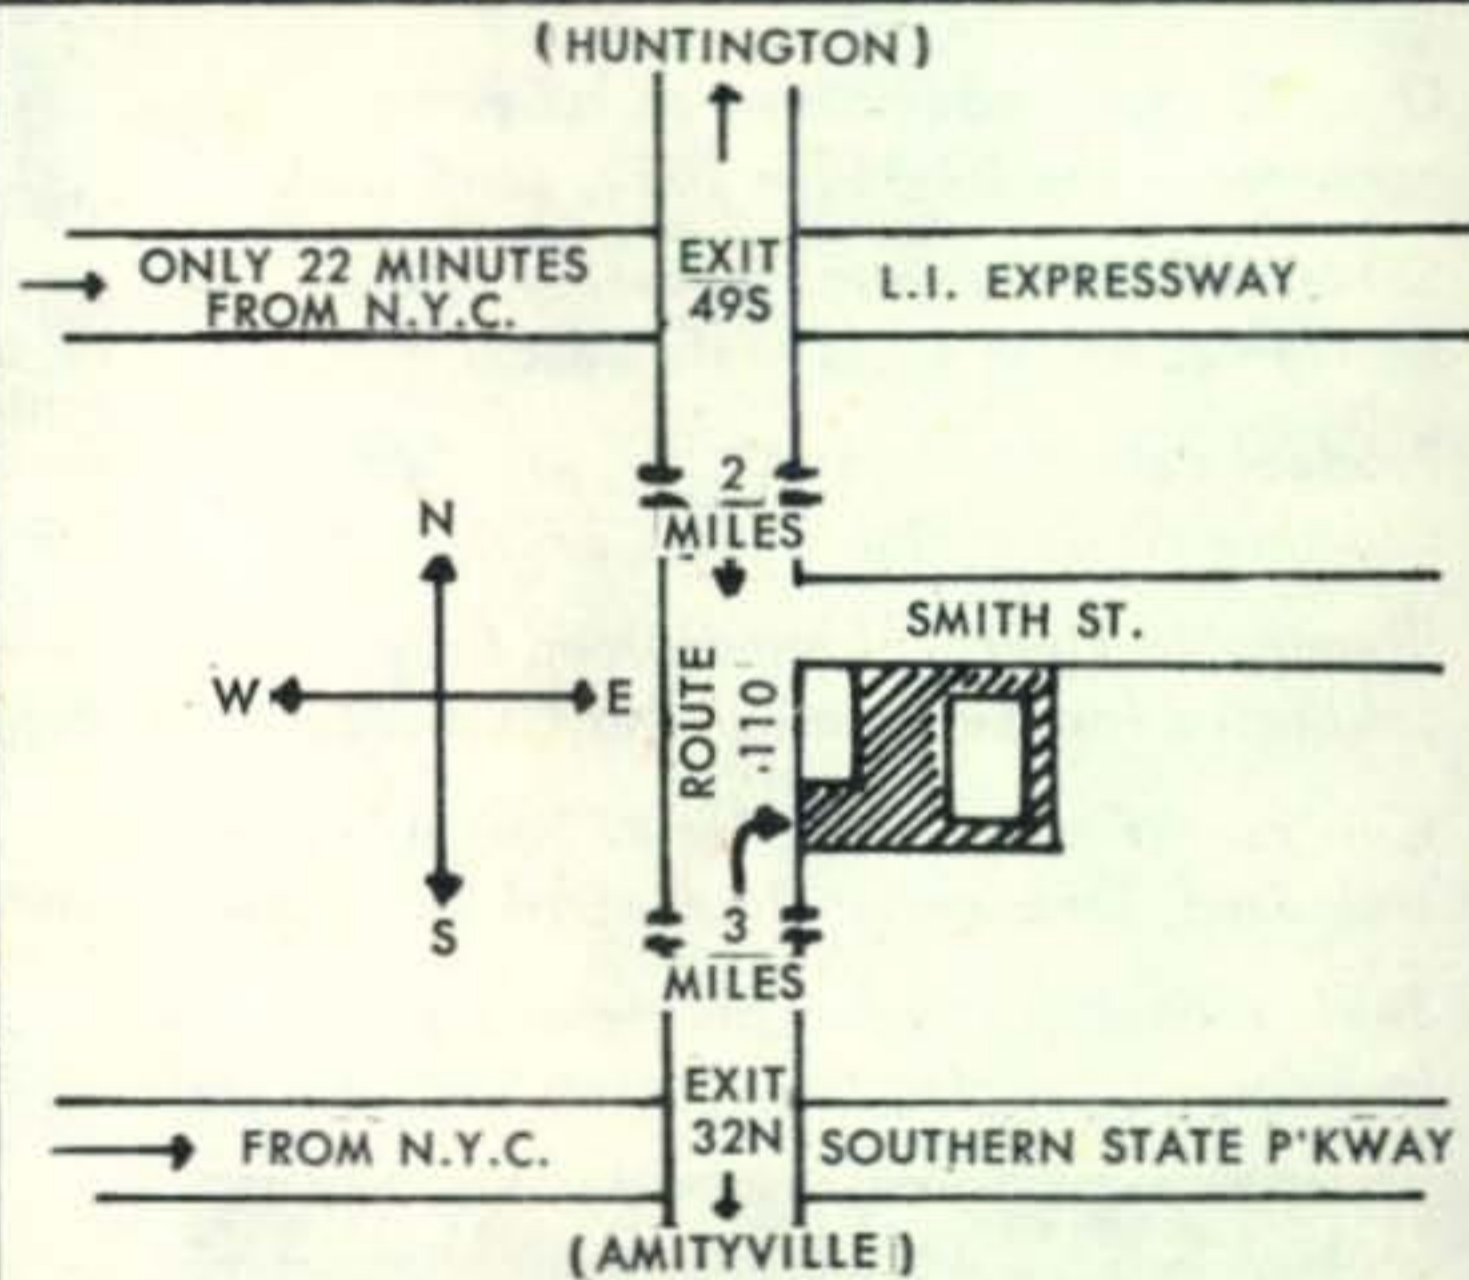 ( HUNTINGTON )
ONLY 22 MINUTES
FROM N.Y.C.
EXIT
49S
L.I. EXPRESSWAY
2
MILES
N
W
E
S
SMITH ST.
ROUTE
110
3
MILES
EXIT
32N
FROM N.Y.C.
SOUTHERN STATE P'KWAY
( AMITYVILLE )